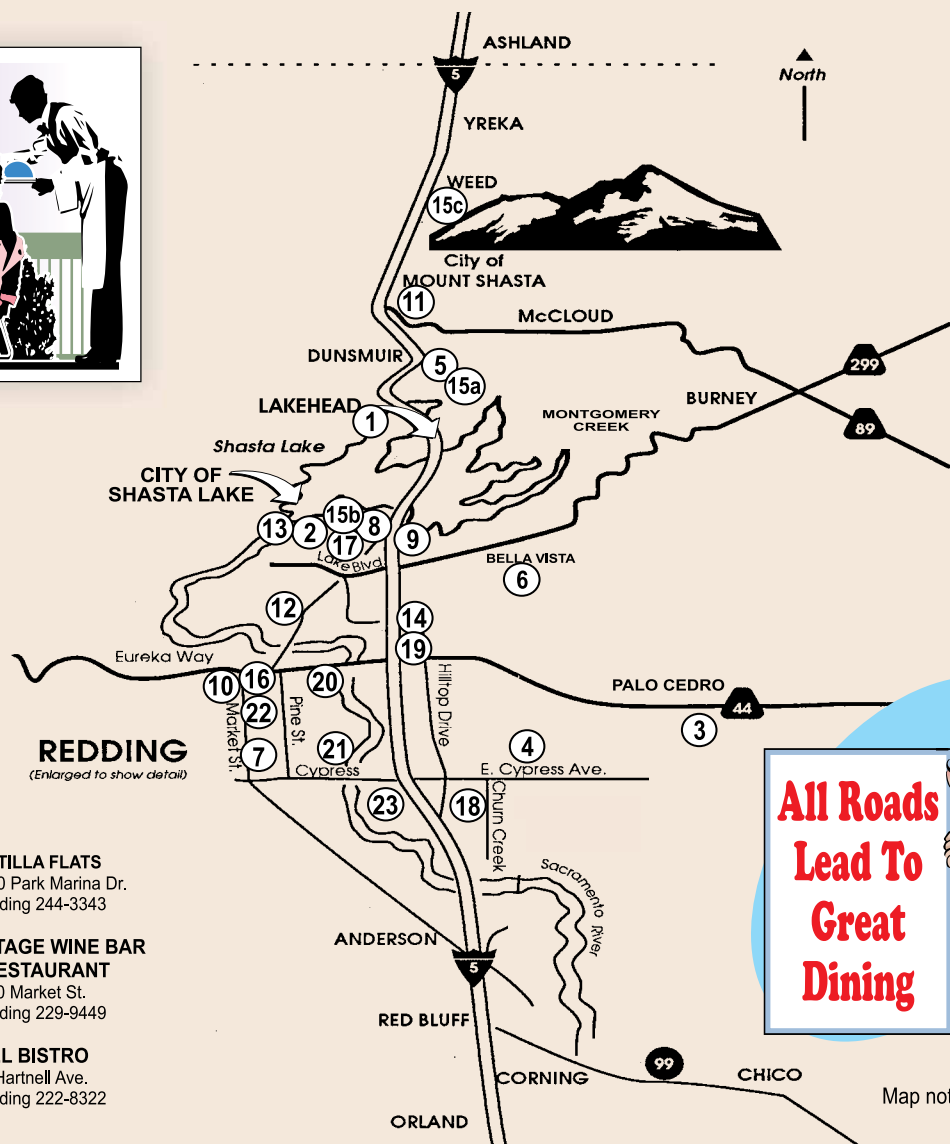 ASHLAND
5
North
YREKA
WEED
15c
City of
MOUNT SHASTA
11
McCLOUD
DUNSMUIR
5
15a
299
BURNEY
LAKEHEAD
1
MONTGOMERY
CREEK
89
Shasta Lake
CITY OF
SHASTA LAKE
15b
13
2
8
17
9
Lake Blvd.
BELLA VISTA
6
12
14
19
Eureka Way
10
16
20
Hilltop Drive
PALO CEDRO
44
3
Market St.
22
Pine St.
REDDING
(Enlarged to show detail)
7
21
4
Cypress
E. Cypress Ave.
23
18
Churn Creek
All Roads
Lead To
Great
Dining
TILLA FLATS
0 Park Marina Dr.
ding 244-3343
Sacramento
River
TAGE WINE BAR
ESTAURANT
0 Market St.
ding 229-9449
ANDERSON
5
RED BLUFF
L BISTRO
Hartnell Ave.
ding 222-8322
99
CORNING
CHICO
Map not
ORLAND